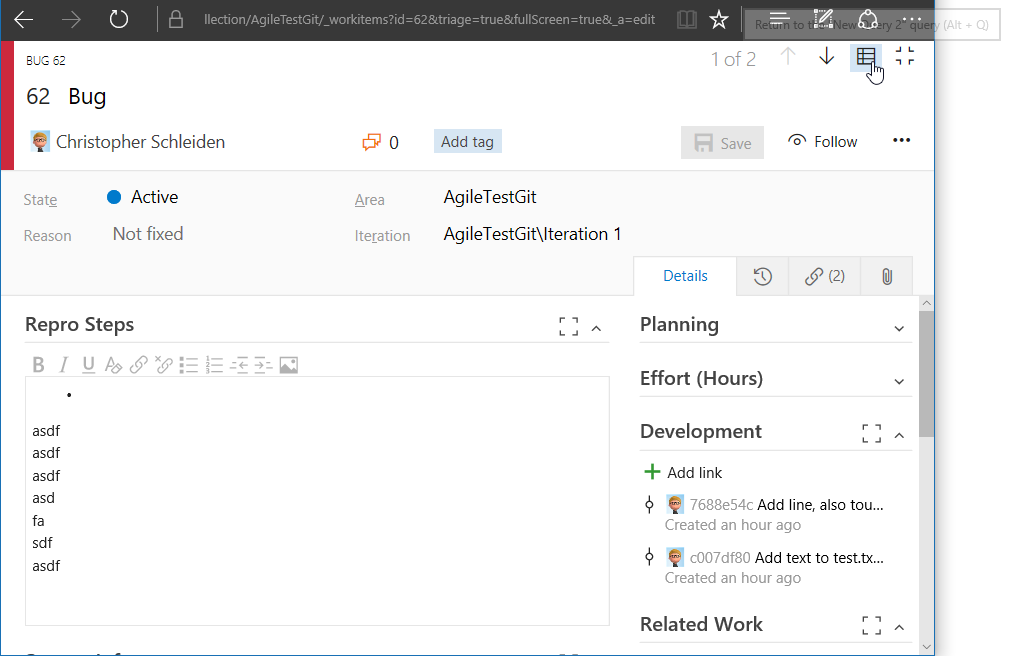 llection/AgileTestGit/_workitems?id=62&triage=true&fullScreen=true&_a=edit
Return to the "New Query 2" query (Alt + Q)
BUG 62
1 of 2
62 Bug
Christopher Schleiden
0
Add tag
Save
Follow
State
Active
Area
AgileTestGit
Reason
Not fixed
Iteration
AgileTestGit\Iteration 1
Details
(2)
Repro Steps
B I U
•
asdf
asdf
asdf
asd
fa
sdf
asdf
Planning
Effort (Hours)
Development
Add link
7688e54c Add line, also tou...
Created an hour ago
c007df80 Add text to test.tx...
Created an hour ago
Related Work